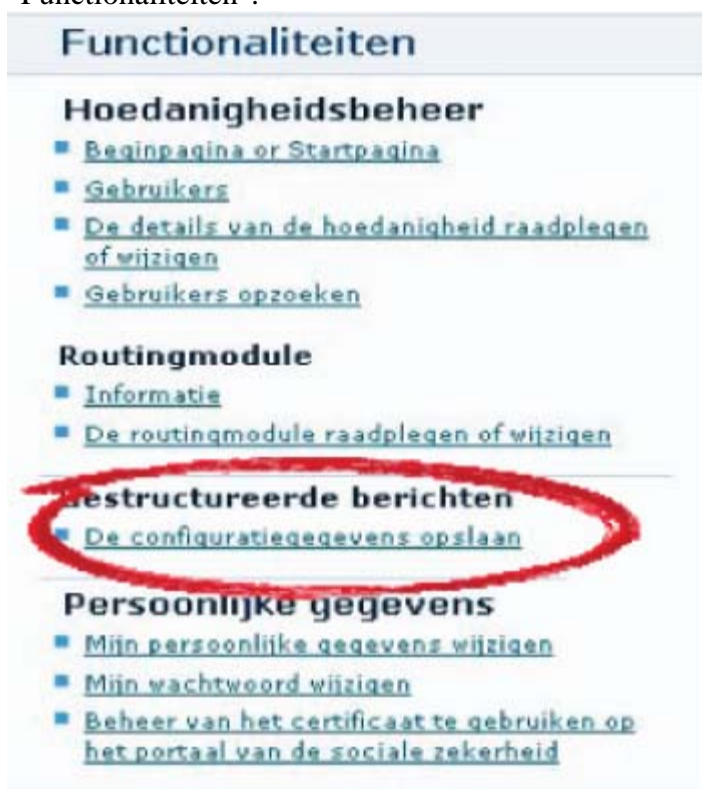 Functionaliteiten".
Functionaliteiten
Hoedanigheidsbeheer
Beginpagina or Startpagina
Gebruikers
De details van de hoedanigheid raadplegen
of wijzigen
Gebruikers opzoeken
Routingmodule
Informatie
De routingmodule raadplegen of wijzigen
Gestructureerde berichten
De configuratiegegevens opslaan
Persoonlijke gegevens
Mijn persoonlijke gegevens wijzigen
Mijn wachtwoord wijzigen
Beheer van het certificaat te gebruiken op
het portaal van de sociale zekerheid